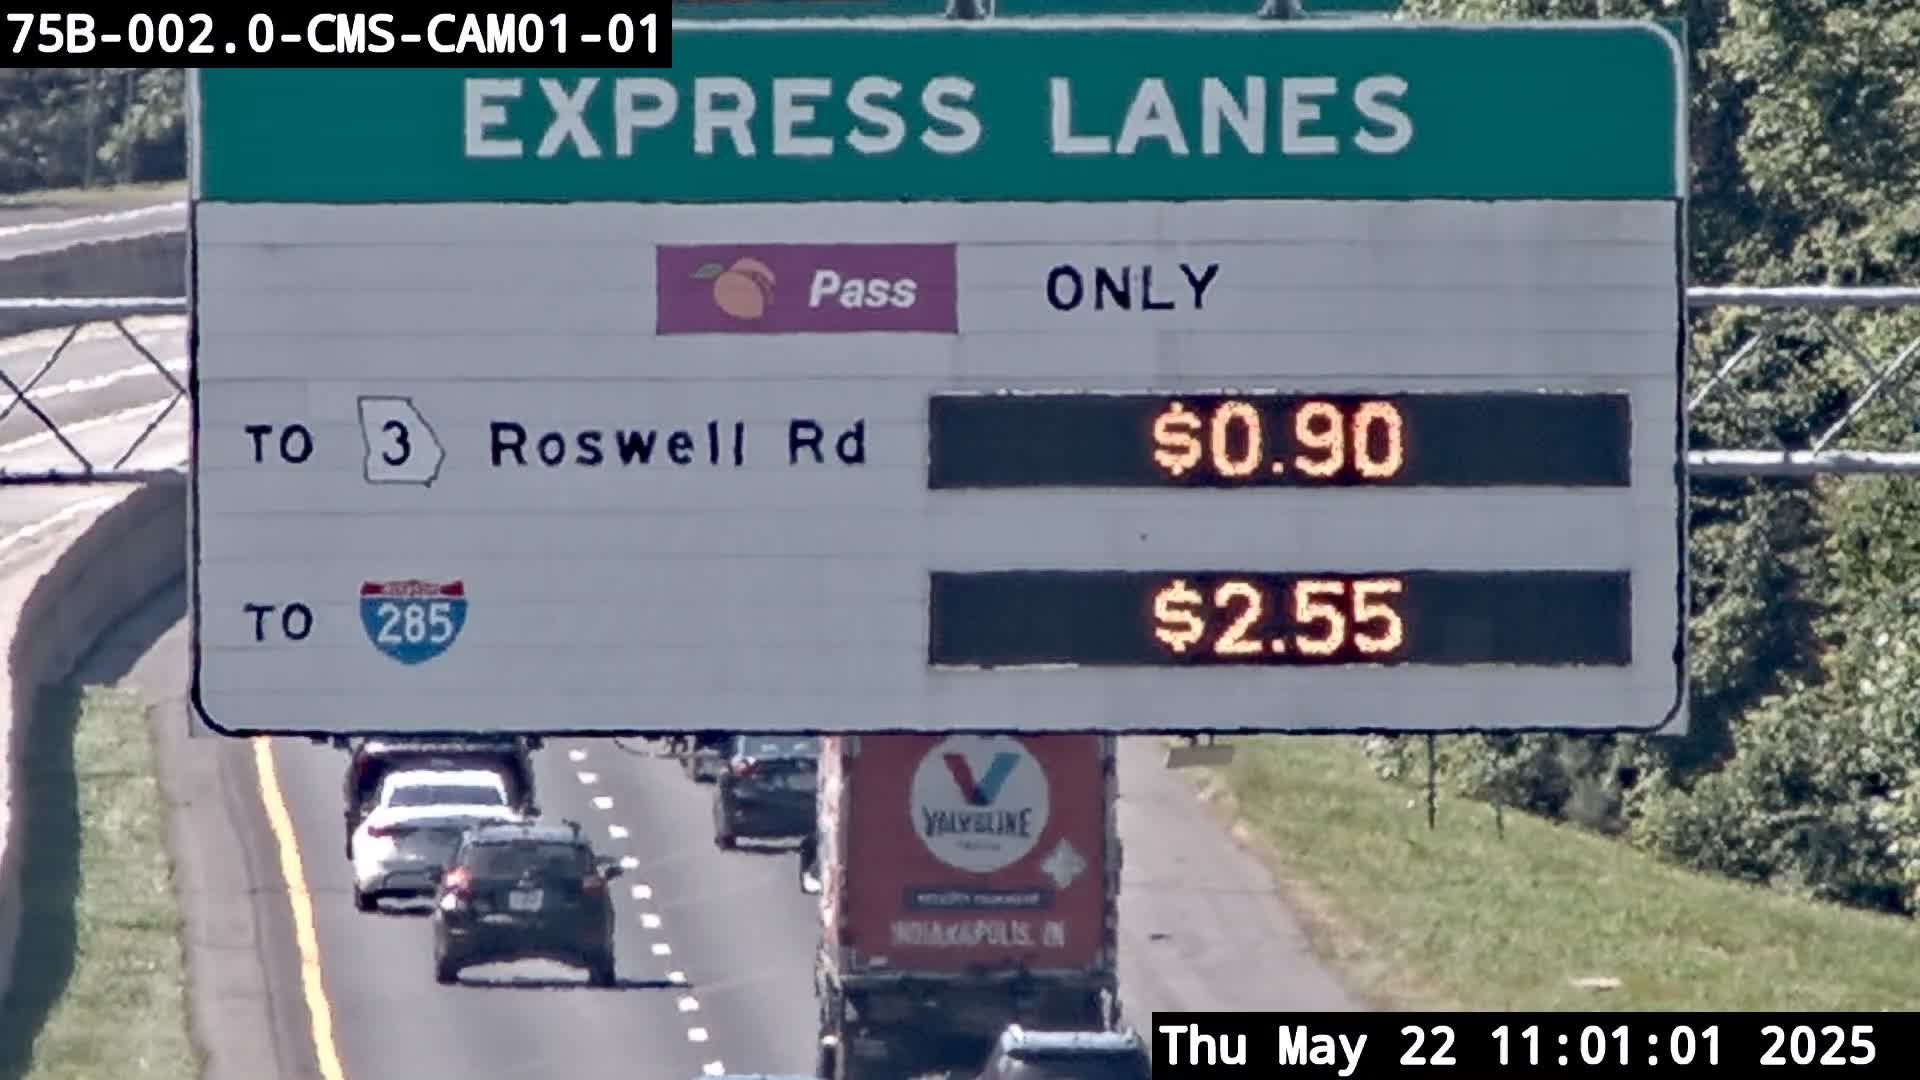 75B-002.0-CMS-CAM01-01
EXPRESS LANES
Pass ONLY
TO 3 Roswell Rd $0.90
TO 285 $2.55
VALVOLINE
INDIANAPOLIS, IN
Thu May 22 11:01:01 2025